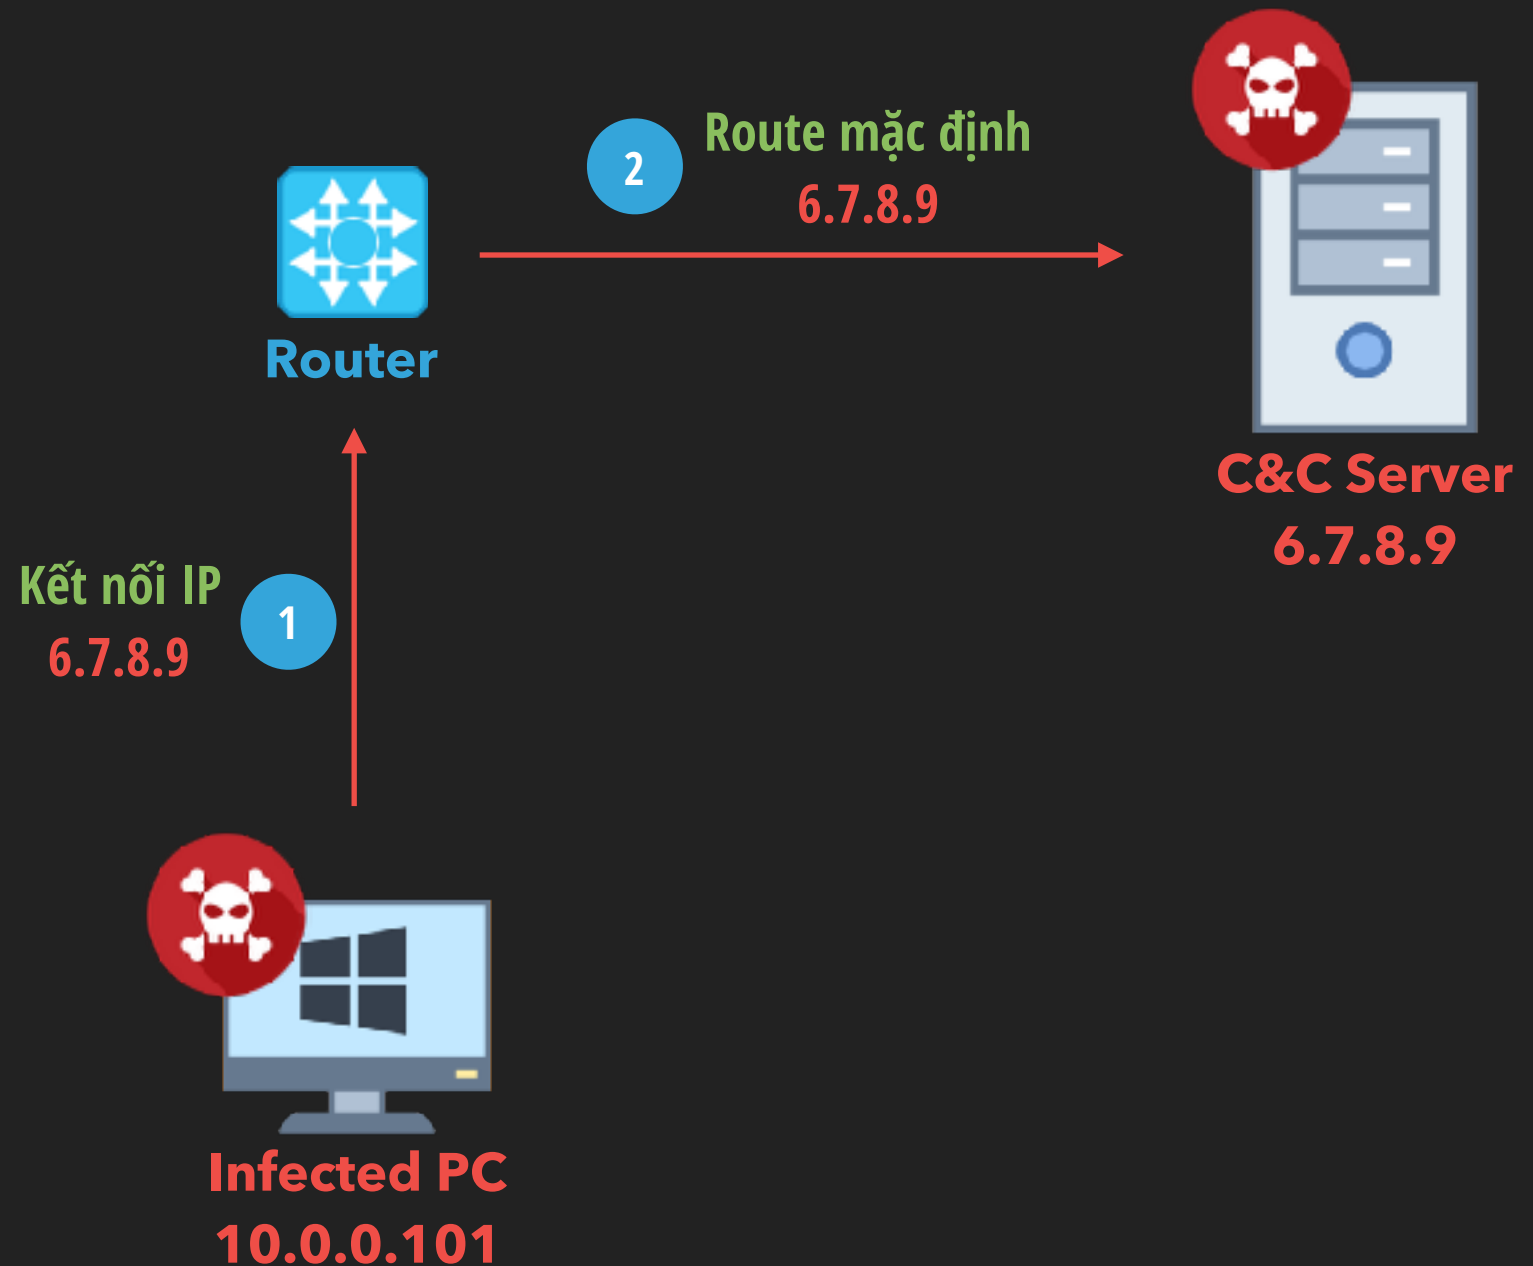 2
Route mặc định
6.7.8.9
Router
C&C Server
6.7.8.9
Kết nối IP
6.7.8.9
1
Infected PC
10.0.0.101